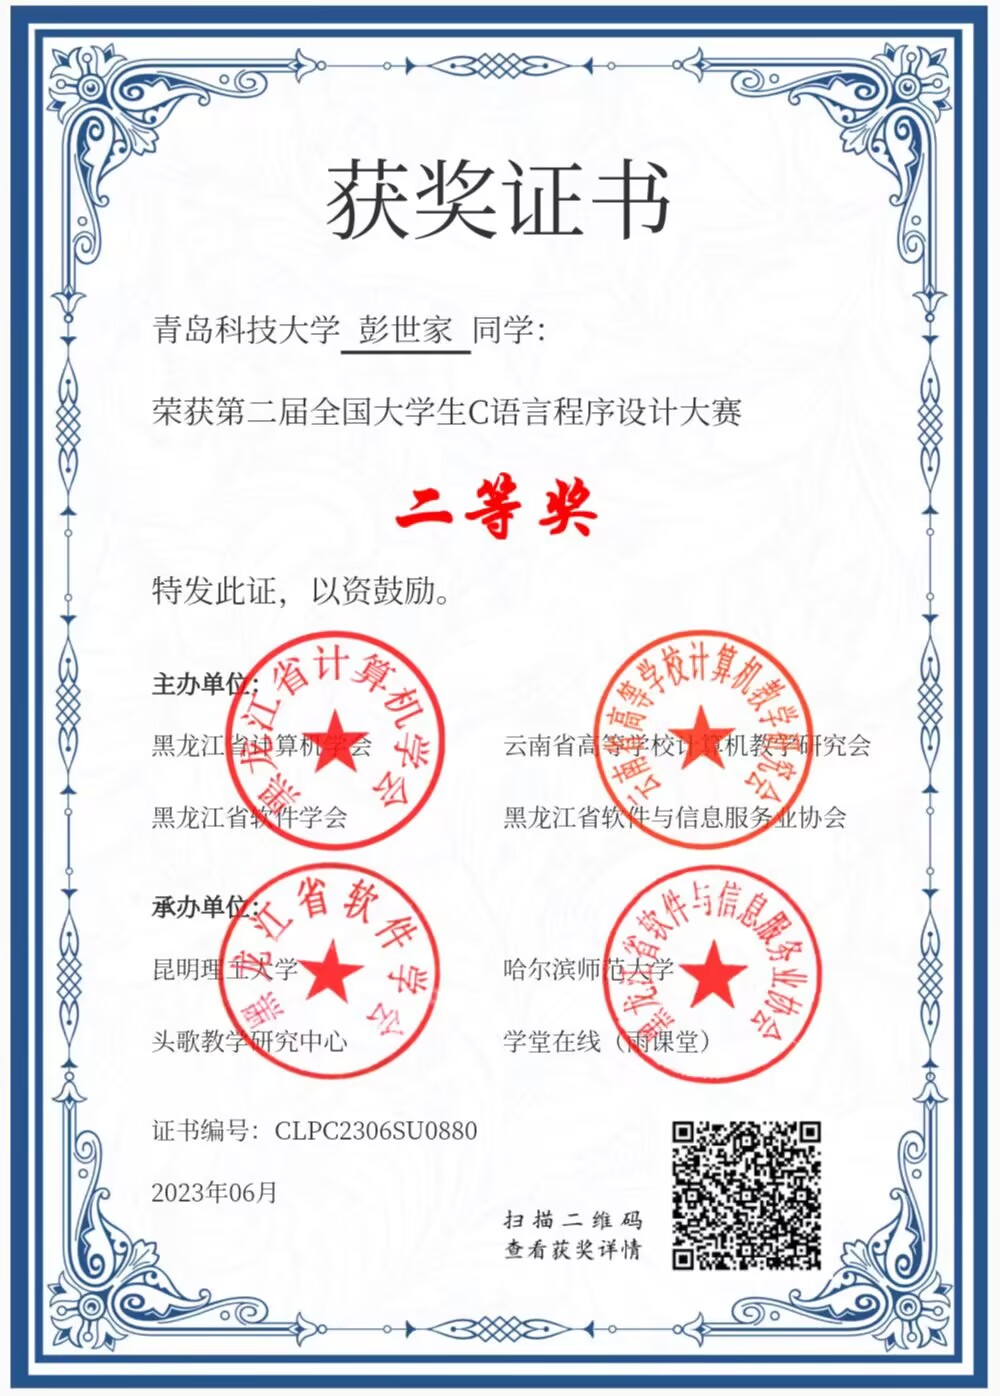 获奖证书
青岛科技大学 彭世家 同学：
荣获第二届全国大学生C语言程序设计大赛
二等奖
特发此证，以资鼓励。
主办单位：
黑龙江省计算机学会
云南省高等学校计算机教学研究会
黑龙江省软件学会
黑龙江省软件与信息服务业协会
黑龙江省计算机学会
云南省高等学校计算机教学研究会
承办单位：
昆明理工大学
哈尔滨师范大学
头歌教学研究中心
学堂在线（雨课堂）
黑龙江省软件学会
黑龙江省软件与信息服务业协会
证书编号：CLPC2306SU0880
2023年06月
扫描二维码
查看获奖详情